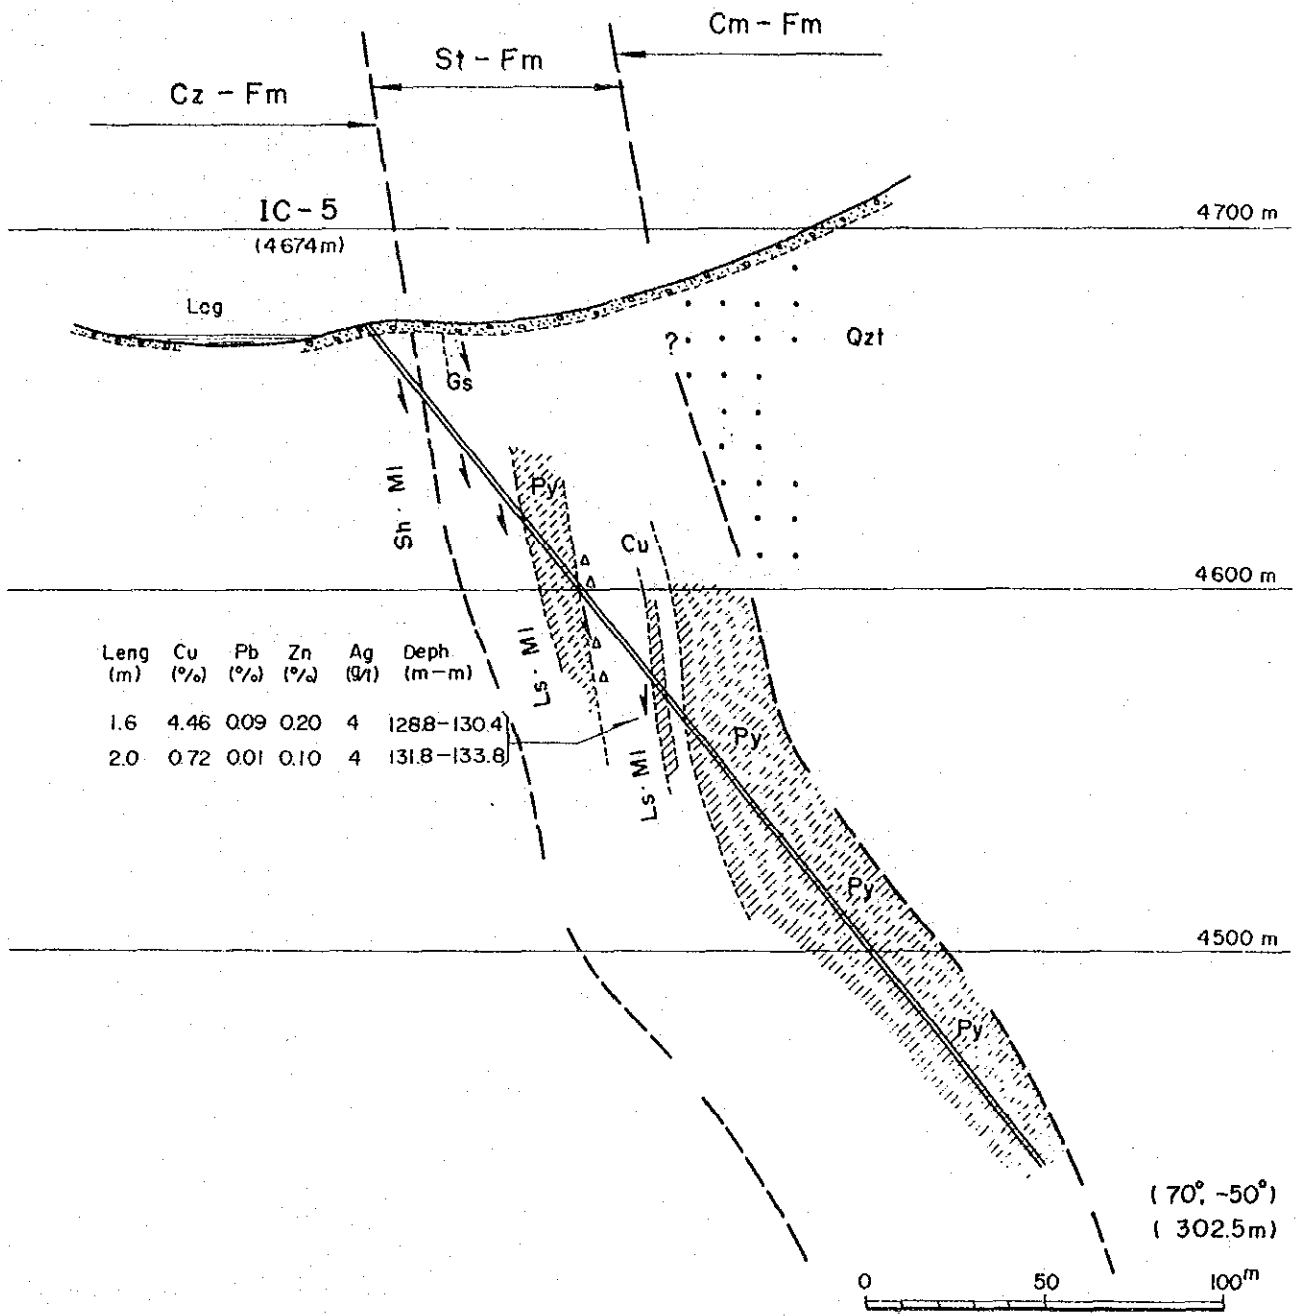 Cm - Fm
St - Fm
Cz - Fm
IC - 5
(4674m)
4700 m
Lag
Qzt
?
Gs
Py
Sh · Ml
Cu
4600 m
Leng Cu Pb Zn Ag Deph
(m) (%) (%) (%) (g/t) (m-m)
1.6 4.46 0.09 0.20 4 128.8-130.4
2.0 0.72 0.01 0.10 4 131.8-133.8
Ls · Ml
Ls · Ml
Py
Py
4500 m
Py
(70°, -50°)
(302.5m)
0 50 100m